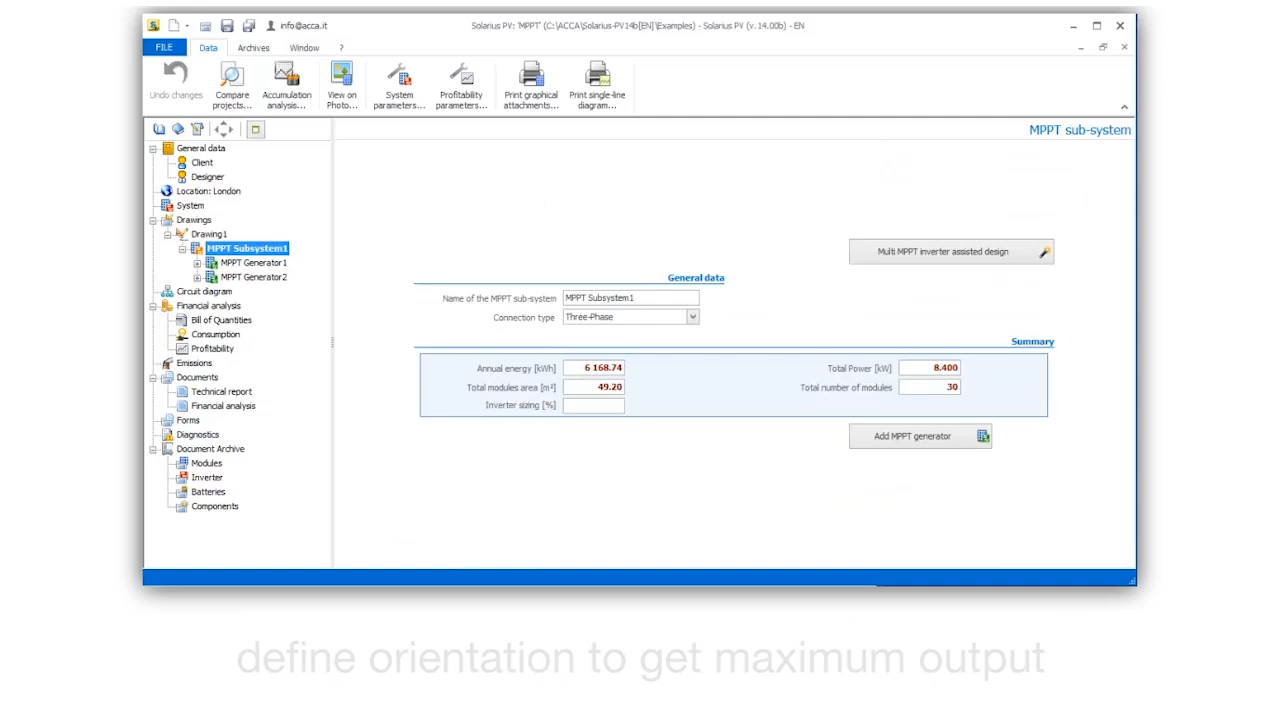 info@acca.it
Solarius PV: 'MPPT' (C:\ACCA\Solarius-PV14b[EN]\Examples) - Solarius PV (v.14.00b) - EN
FILE
Data
Archives
Window
?
Undo changes
Compare projects...
Accumulation analysis...
View on Photo...
System parameters...
Profitability parameters...
Print graphical attachments...
Print single-line diagram...
MPPT sub-system
General data
Client
Designer
Location: London
System
Drawings
Drawing1
MPPT Subsystem1
MPPT Generator1
MPPT Generator2
Circuit diagram
Financial analysis
Bill of Quantities
Consumption
Profitability
Emissions
Documents
Technical report
Financial analysis
Forms
Diagnostics
Document Archive
Modules
Inverter
Batteries
Components
Multi MPPT inverter assisted design
General data
Name of the MPPT sub-system MPPT Subsystem1
Connection type Three-Phase
Summary
Annual energy [kWh] 6 168.74 Total Power [kW] 8.400
Total modules area [m²] 49.20 Total number of modules 30
Inverter sizing [%]
Add MPPT generator
define orientation to get maximum output